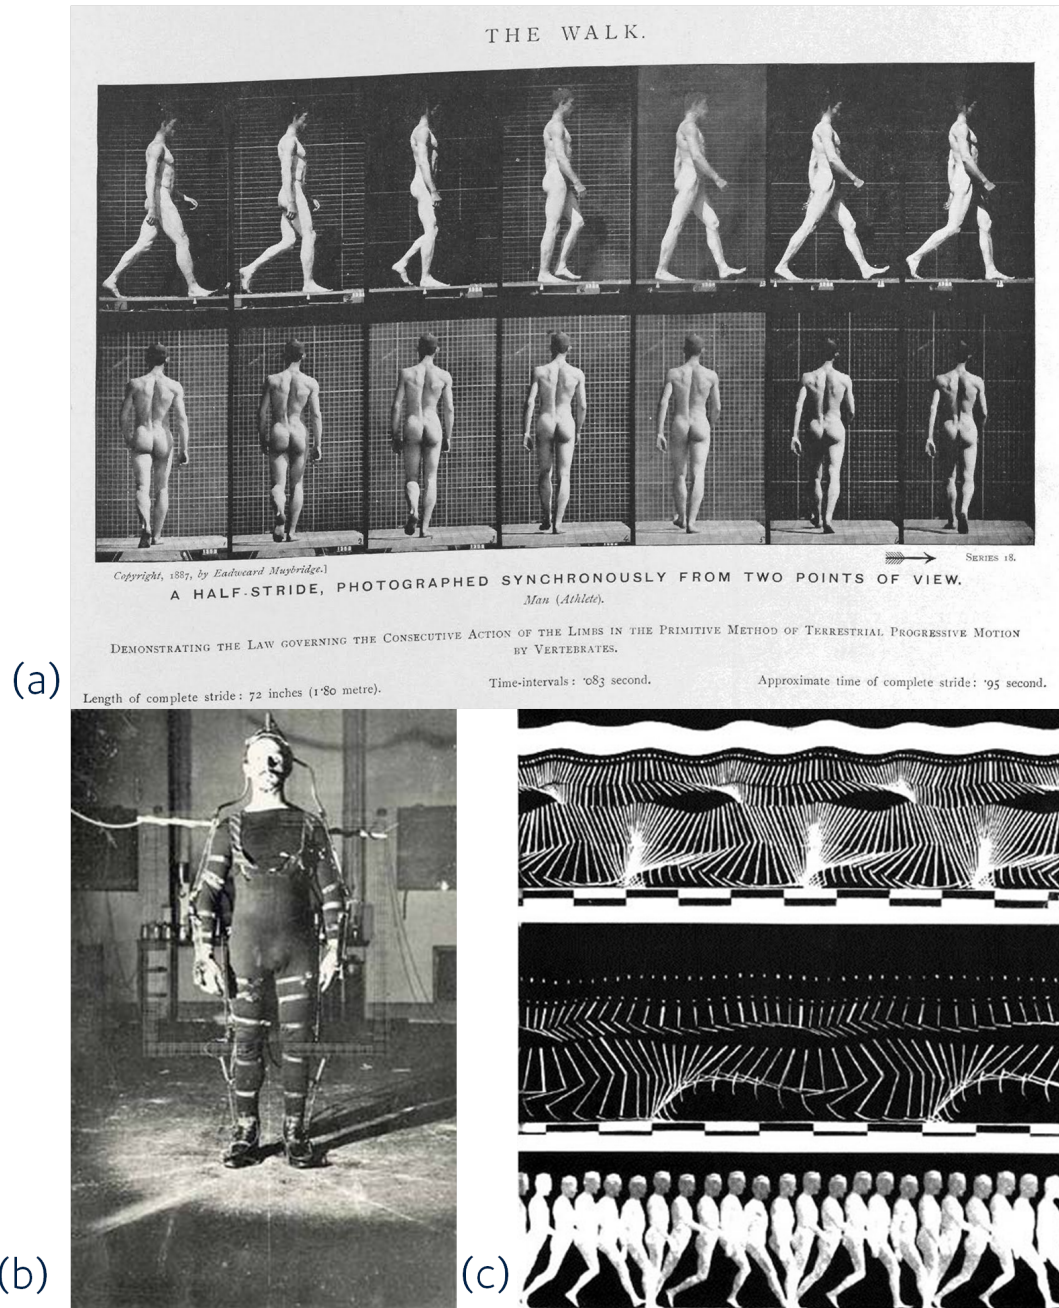 THE WALK.
Copyright, 1887, by Eadweard Muybridge.]
SERIES 18.
A HALF-STRIDE, PHOTOGRAPHED SYNCHRONOUSLY FROM TWO POINTS OF VIEW.
Man (Athlete).
DEMONSTRATING THE LAW GOVERNING THE CONSECUTIVE ACTION OF THE LIMBS IN THE PRIMITIVE METHOD OF TERRESTRIAL PROGRESSIVE MOTION
BY VERTEBRATES.
(a)
Length of complete stride: 72 inches (1·80 metre).
Time-intervals: ·083 second.
Approximate time of complete stride: ·95 second.
(b)
(c)